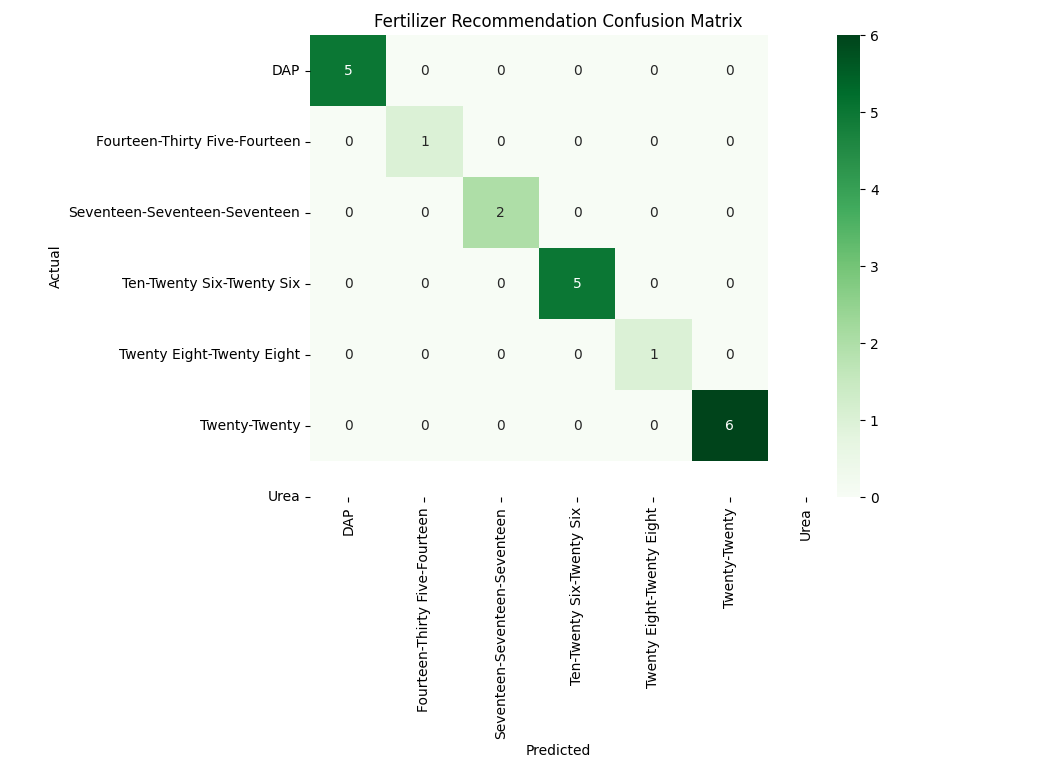 Fertilizer Recommendation Confusion Matrix
DAP 5 0 0 0 0 0
Fourteen-Thirty Five-Fourteen 0 1 0 0 0 0
Seventeen-Seventeen-Seventeen 0 0 2 0 0 0
Ten-Twenty Six-Twenty Six 0 0 0 5 0 0
Twenty Eight-Twenty Eight 0 0 0 0 1 0
Twenty-Twenty 0 0 0 0 0 6
Urea
Actual
DAP
Fourteen-Thirty Five-Fourteen
Seventeen-Seventeen-Seventeen
Ten-Twenty Six-Twenty Six
Twenty Eight-Twenty Eight
Twenty-Twenty
Urea
Predicted
6
5
4
3
2
1
0